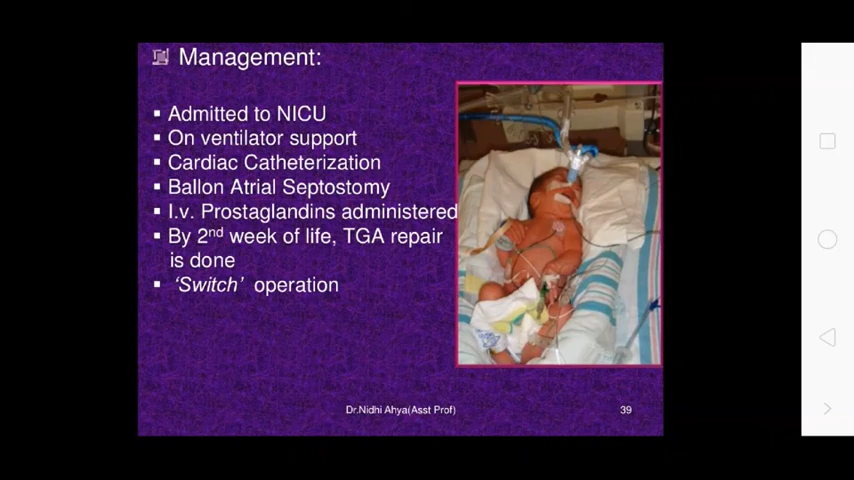 Management:
▪ Admitted to NICU
▪ On ventilator support
▪ Cardiac Catheterization
▪ Ballon Atrial Septostomy
▪ I.v. Prostaglandins administered
▪ By 2nd week of life, TGA repair
is done
▪ ‘Switch’ operation
Dr.Nidhi Ahya(Asst Prof)
39